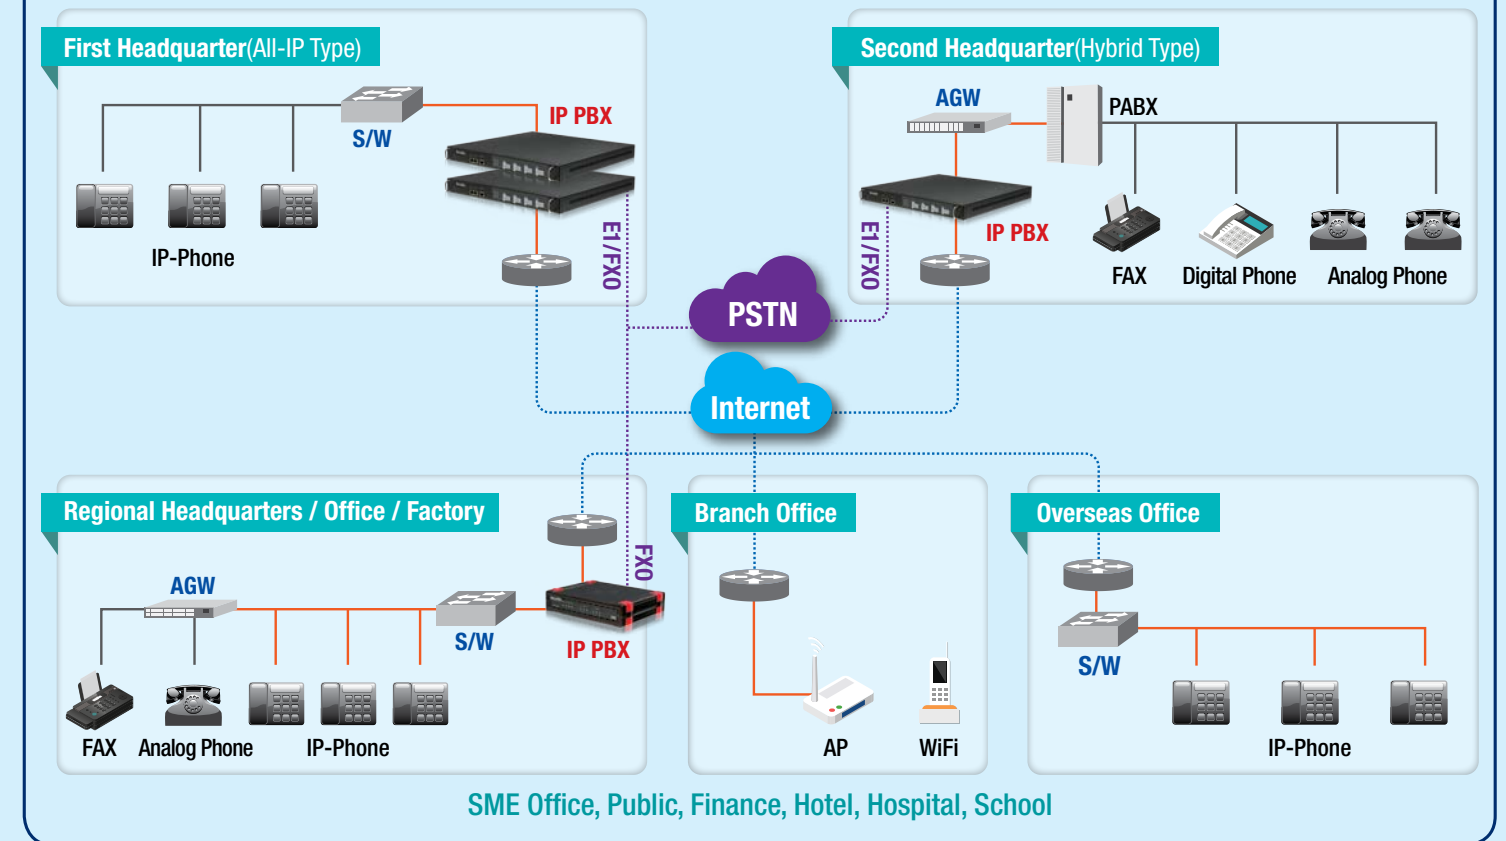 First Headquarter(All-IP Type)
S/W
IP PBX
IP-Phone
E1/FXO
Second Headquarter(Hybrid Type)
AGW
PABX
IP PBX
E1/FXO
FAX
Digital Phone
Analog Phone
PSTN
Internet
Regional Headquarters / Office / Factory
FXO
AGW
S/W
IP PBX
FAX
Analog Phone
IP-Phone
Branch Office
AP
WiFi
Overseas Office
S/W
IP-Phone
SME Office, Public, Finance, Hotel, Hospital, School